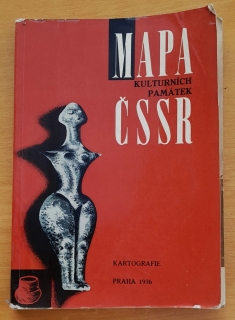 MAPA
KULTURNÍCH
PAMÁTEK
ČSSR
KARTOGRAFIE
PRAHA 1976